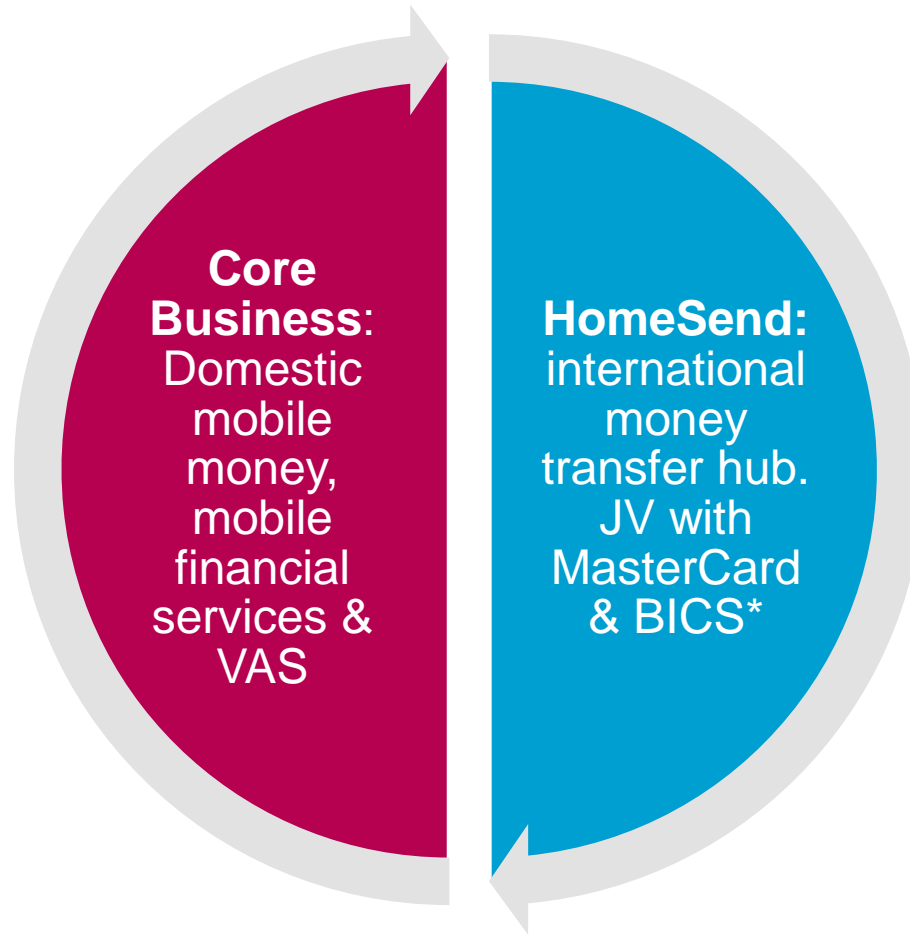 Core
Business:
Domestic
mobile
money,
mobile
financial
services &
VAS
HomeSend:
international
money
transfer hub.
JV with
MasterCard
& BICS*